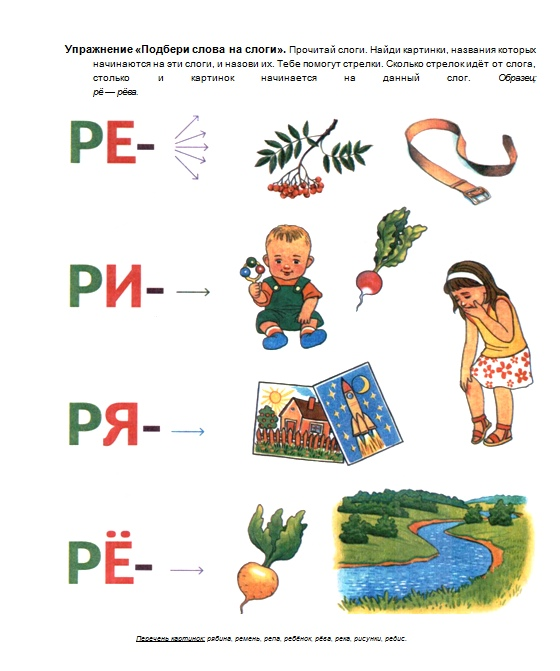 Упражнение «Подбери слова на слоги». Прочитай слоги. Найди картинки, названия которых
начинаются на эти слоги, и назови их. Тебе помогут стрелки. Сколько стрелок идёт от слога,
столько и картинок начинается на данный слог. Образец:
рё — рёва.
РЕ-
РИ-
РЯ-
РЁ-
Перечень картинок: рябина, ремень, репа, ребёнок, рёва, река, рисунки, редис.